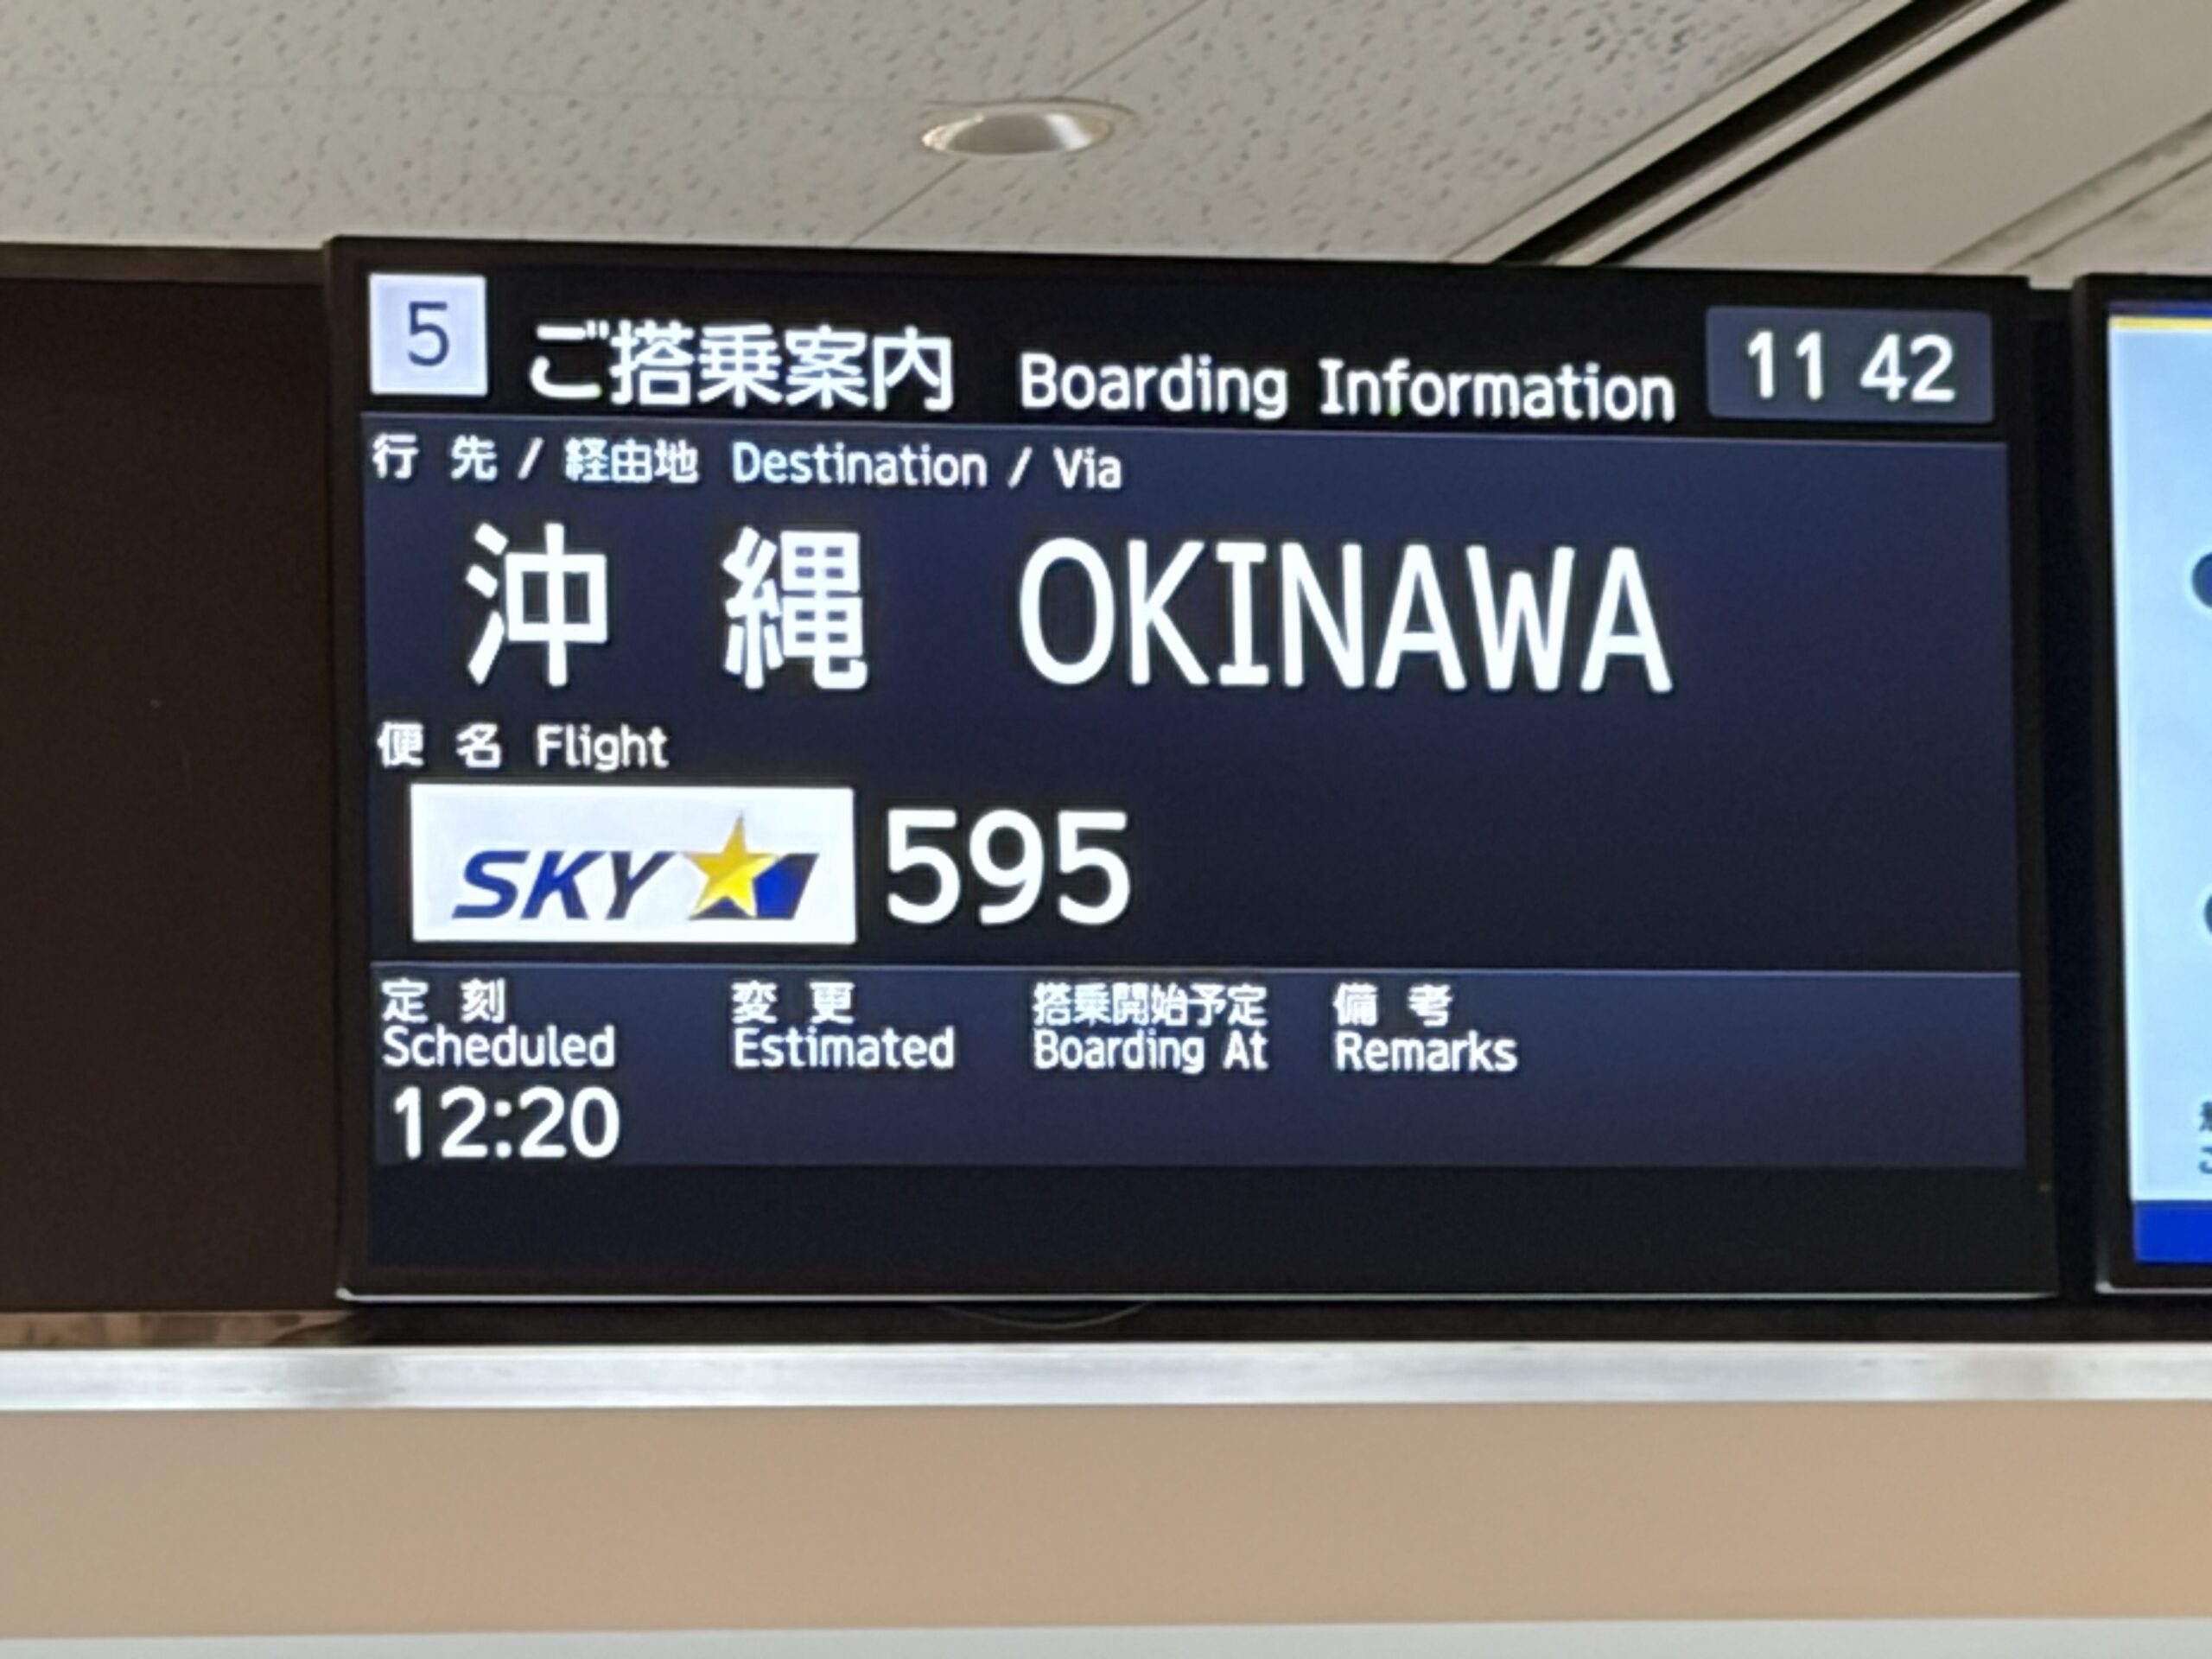 5 ご搭乗案内 Boarding Information 11 42
行 先 / 経由地 Destination / Via
沖 縄 OKINAWA
便 名 Flight
SKY 595
定 刻 変 更 搭乗開始予定 備 考
Scheduled Estimated Boarding At Remarks
12:20